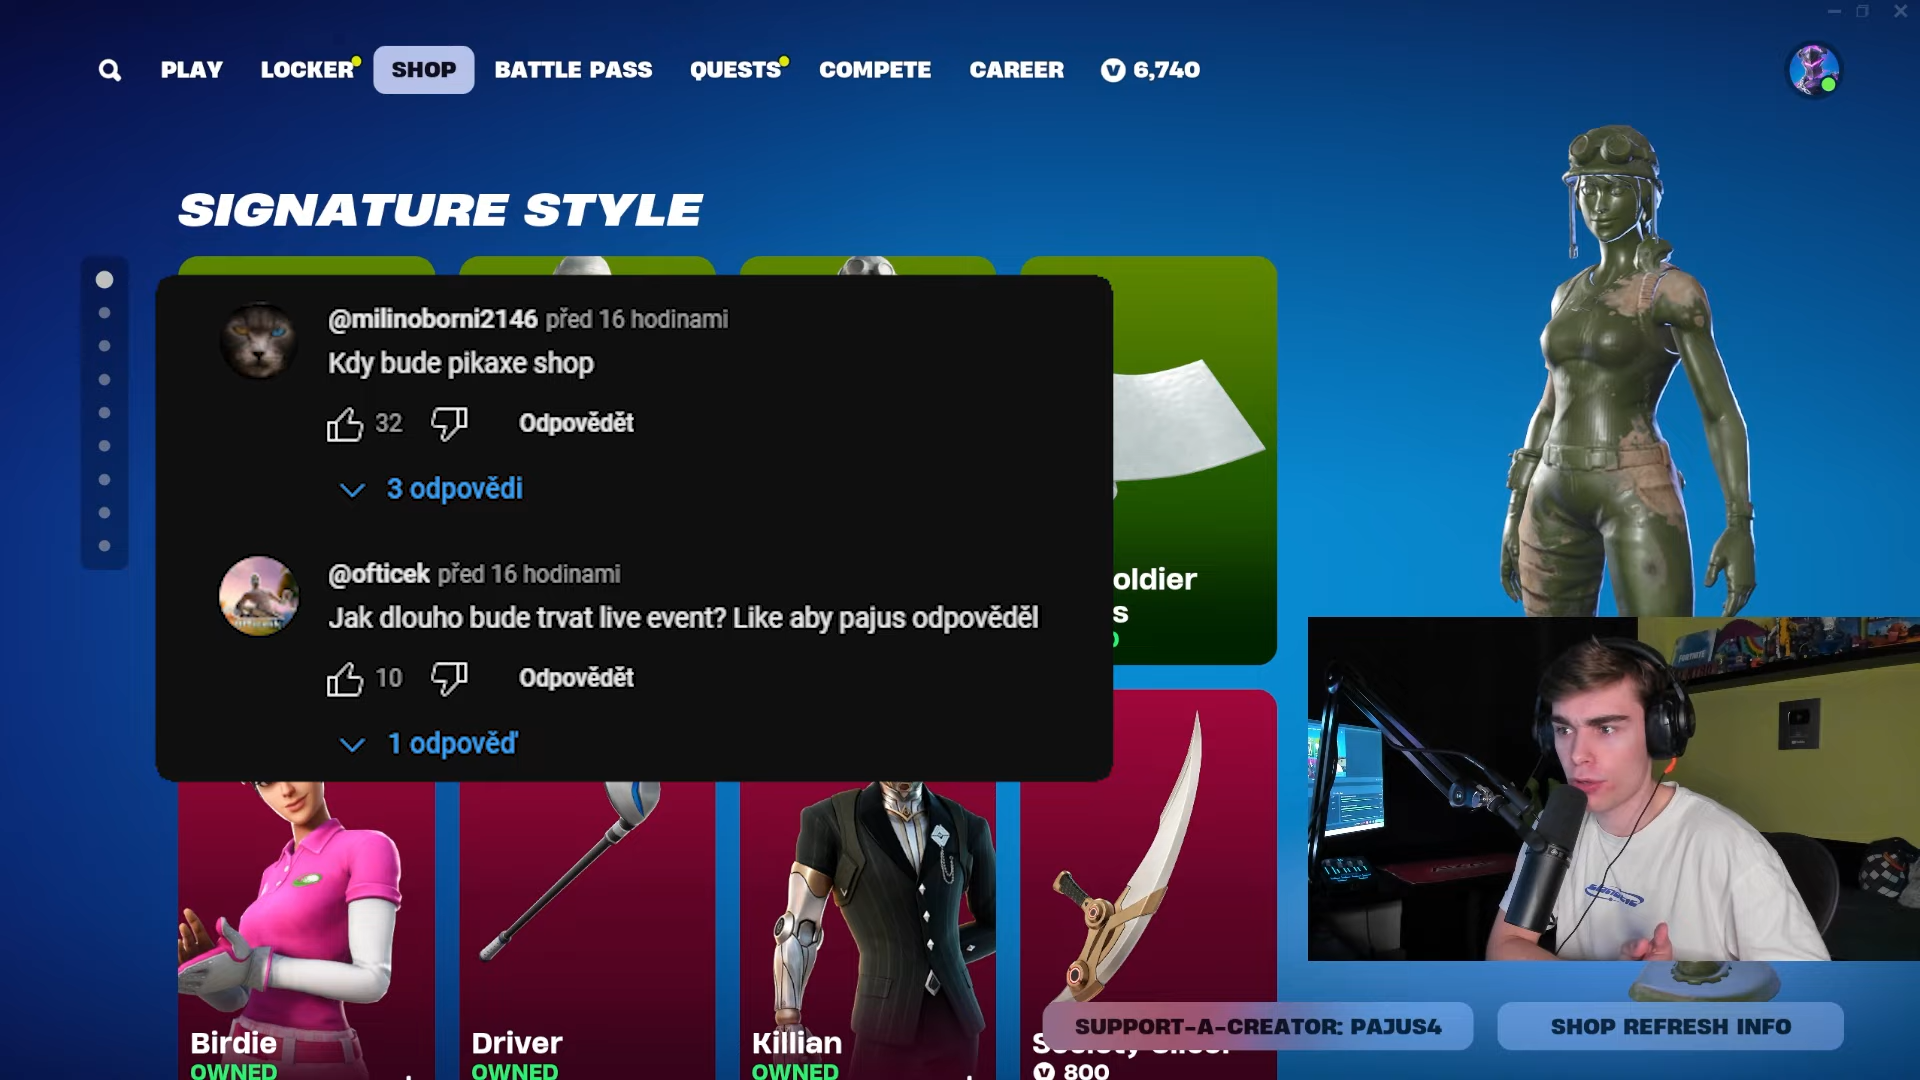 PLAY
LOCKER
SHOP
BATTLE PASS
QUESTS
COMPETE
CAREER
6,740
SIGNATURE STYLE
@milinoborni2146 před 16 hodinami
Kdy bude pikaxe shop
32
Odpovědět
3 odpovědi
@ofticek před 16 hodinami
Jak dlouho bude trvat live event? Like aby pajus odpověděl
10
Odpovědět
1 odpověď
oldier
s
Birdie
OWNED
Driver
OWNED
Killian
OWNED
800
SUPPORT-A-CREATOR: PAJUS4
SHOP REFRESH INFO